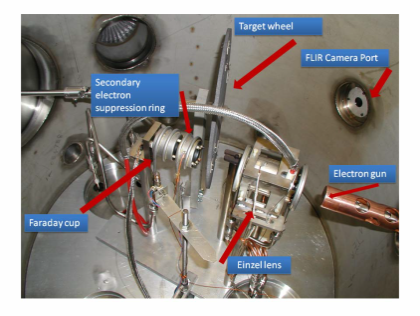 Target wheel
FLIR Camera Port
Secondary
electron
suppression ring
Electron gun
Faraday cup
Einzel lens